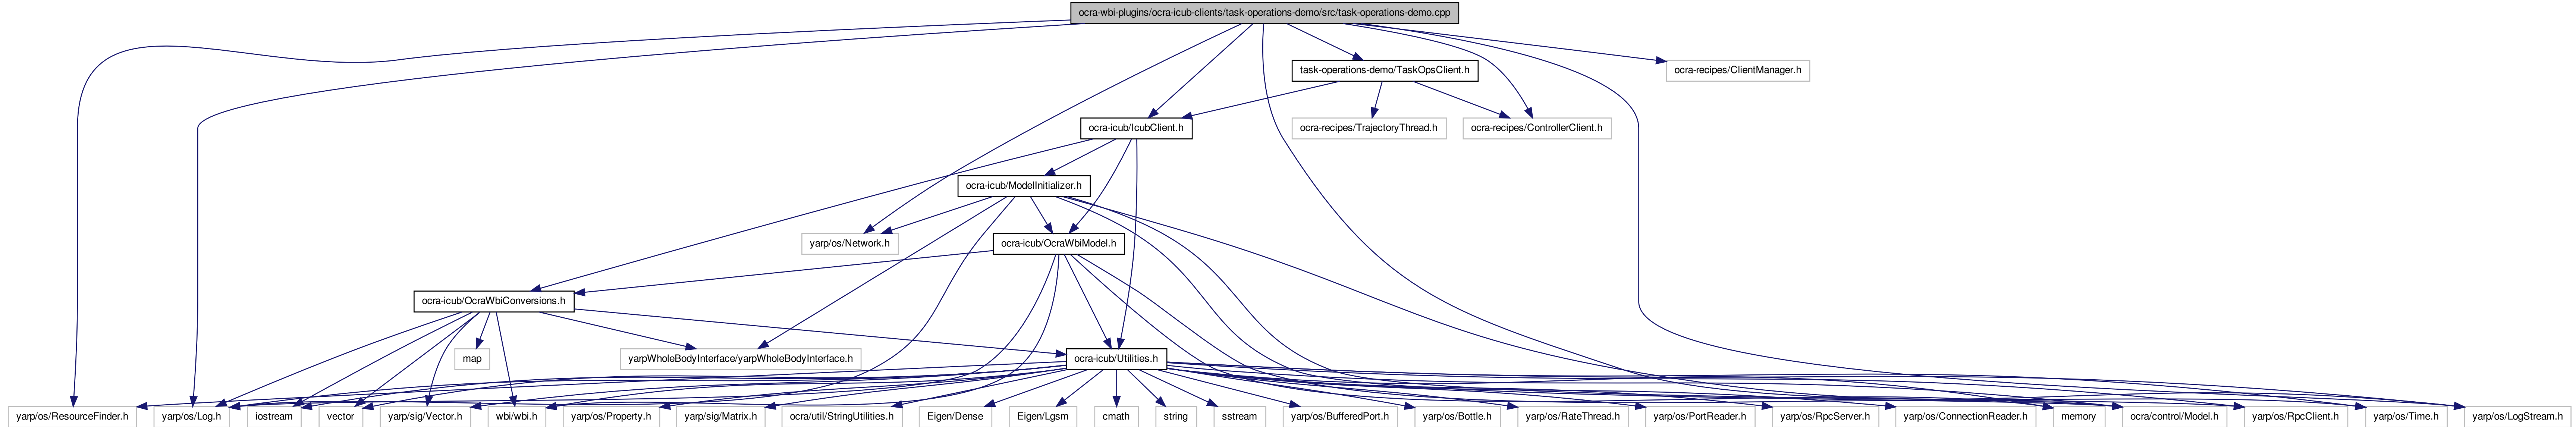 ocra-wbi-plugins/ocra-icub-clients/task-operations-demo/src/task-operations-demo.cpp
task-operations-demo/TaskOpsClient.h
ocra-recipes/ClientManager.h
ocra-icub/IcubClient.h
ocra-recipes/TrajectoryThread.h
ocra-recipes/ControllerClient.h
ocra-icub/ModelInitializer.h
yarp/os/Network.h
ocra-icub/OcraWbiModel.h
ocra-icub/OcraWbiConversions.h
map
yarpWholeBodyInterface/yarpWholeBodyInterface.h
ocra-icub/Utilities.h
yarp/os/ResourceFinder.h
yarp/os/Log.h
iostream
vector
yarp/sig/Vector.h
wbi/wbi.h
yarp/os/Property.h
yarp/sig/Matrix.h
ocra/util/StringUtilities.h
Eigen/Dense
Eigen/Lgsm
cmath
string
sstream
yarp/os/BufferedPort.h
yarp/os/Bottle.h
yarp/os/RateThread.h
yarp/os/PortReader.h
yarp/os/RpcServer.h
yarp/os/ConnectionReader.h
memory
ocra/control/Model.h
yarp/os/RpcClient.h
yarp/os/Time.h
yarp/os/LogStream.h